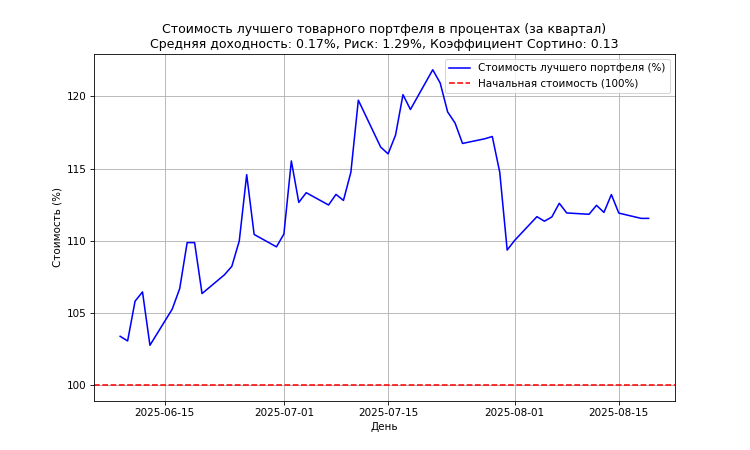 Стоимость лучшего товарного портфеля в процентах (за квартал)
Средняя доходность: 0.17%, Риск: 1.29%, Коэффициент Сортино: 0.13
Стоимость лучшего портфеля (%)
Начальная стоимость (100%)
Стоимость (%)
120
115
110
105
100
2025-06-15
2025-07-01
2025-07-15
2025-08-01
2025-08-15
День